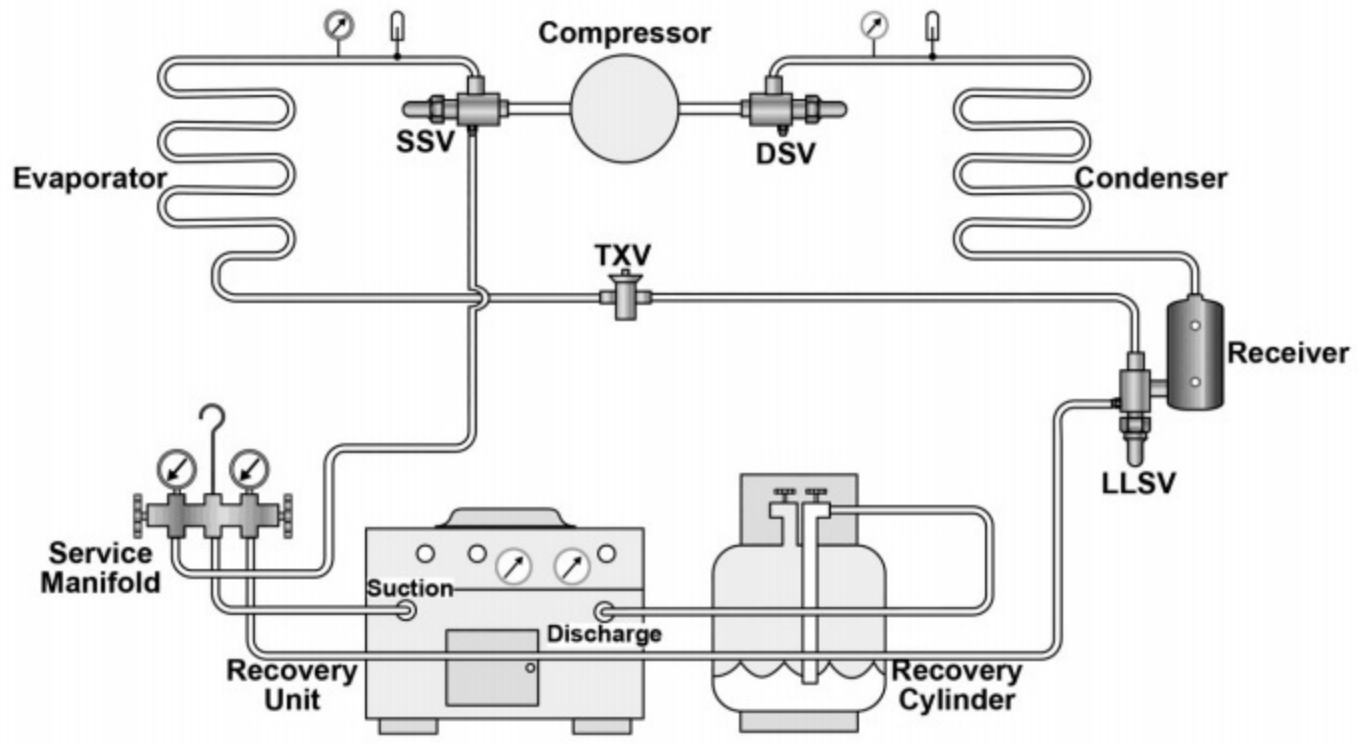 Compressor
SSV
DSV
Evaporator
Condenser
TXV
Receiver
LLSV
Service
Manifold
Suction
Discharge
Recovery
Unit
Recovery
Cylinder